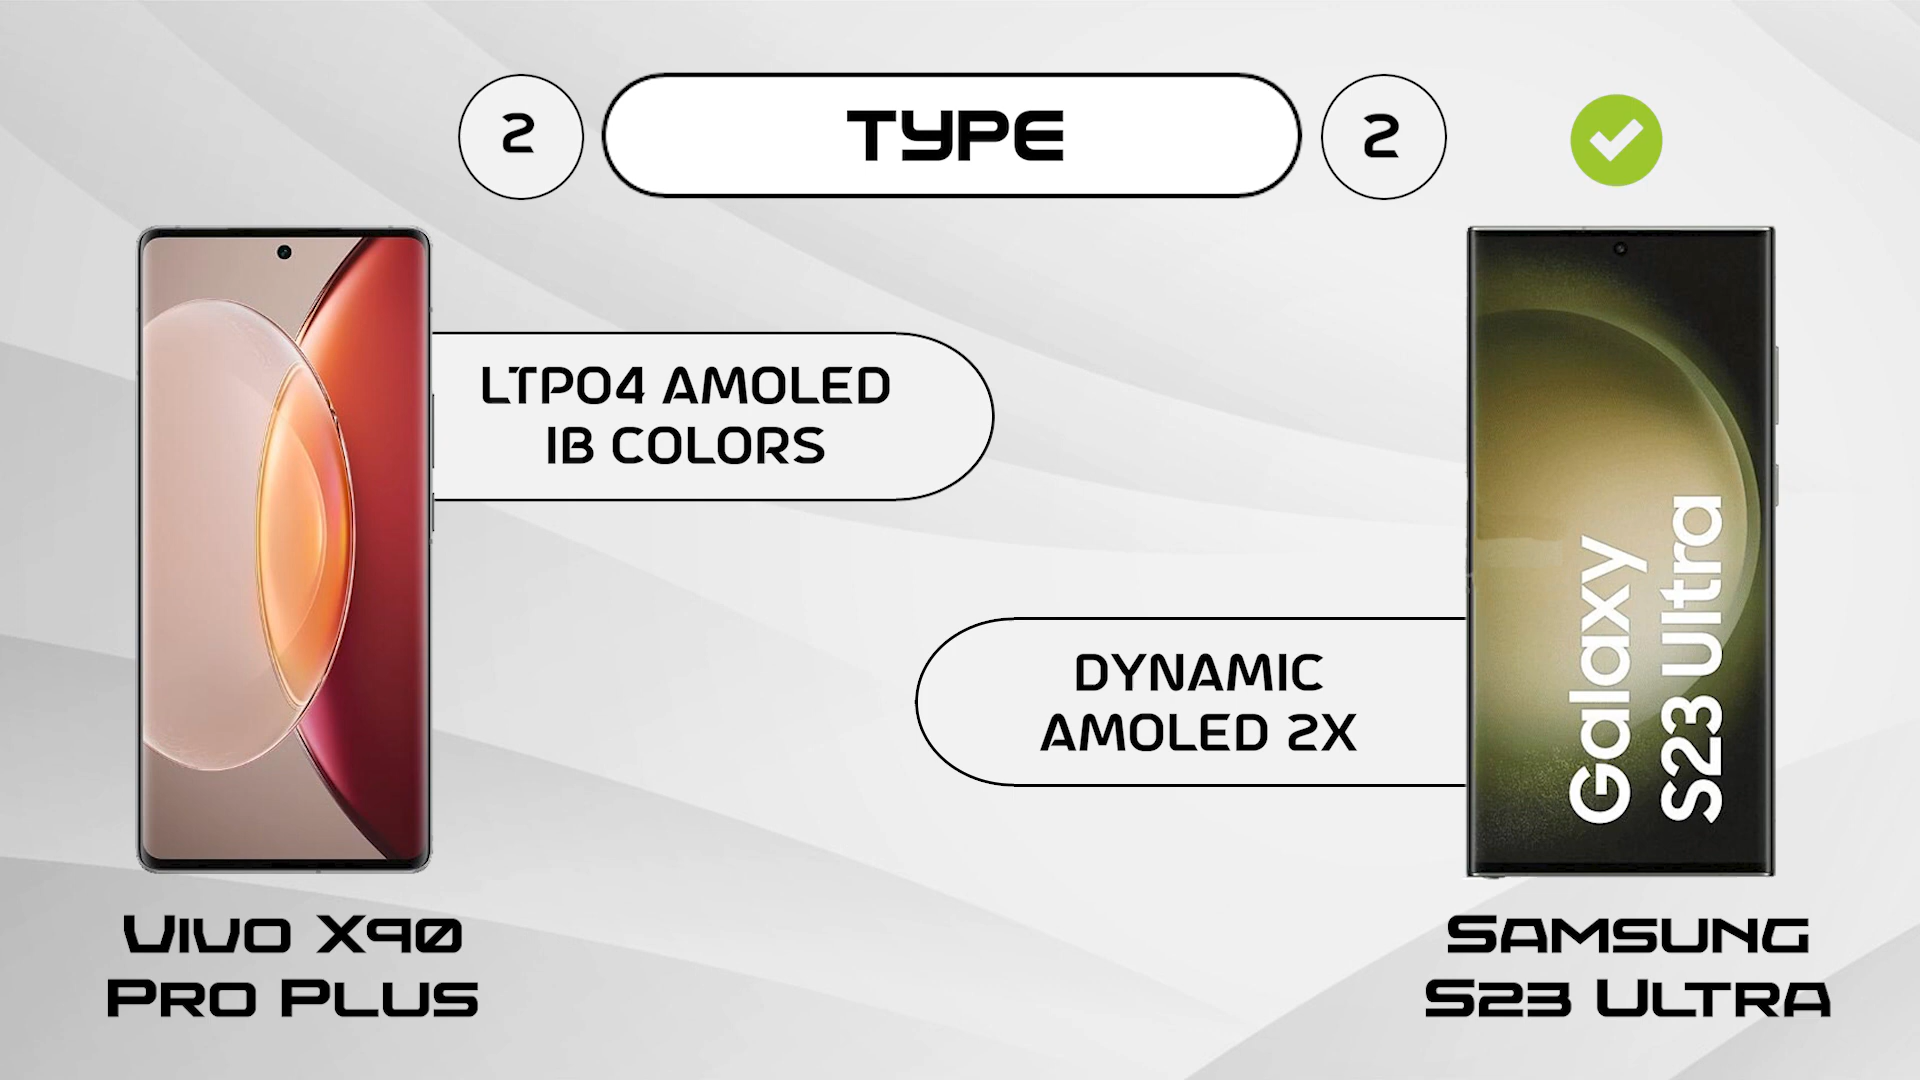 2 TYPE 2
LTPO4 AMOLED
1B COLORS
DYNAMIC
AMOLED 2X
Galaxy
S23 Ultra
VIVO X90
PRO PLUS
SAMSUNG
S23 ULTRA